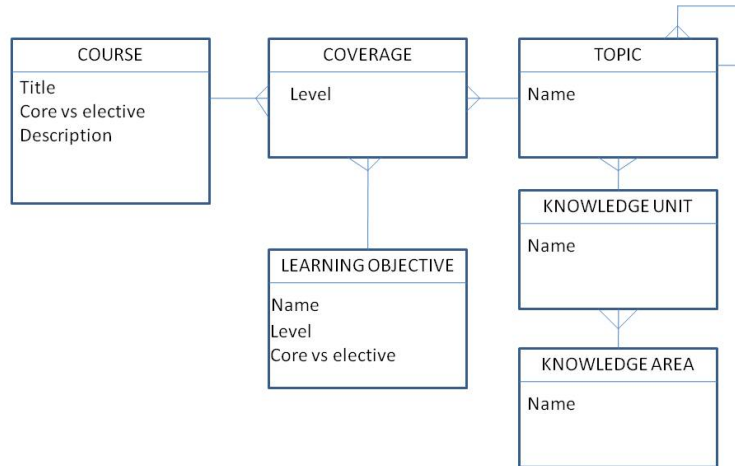 COURSE
Title
Core vs elective
Description
COVERAGE
Level
TOPIC
Name
KNOWLEDGE UNIT
Name
LEARNING OBJECTIVE
Name
Level
Core vs elective
KNOWLEDGE AREA
Name